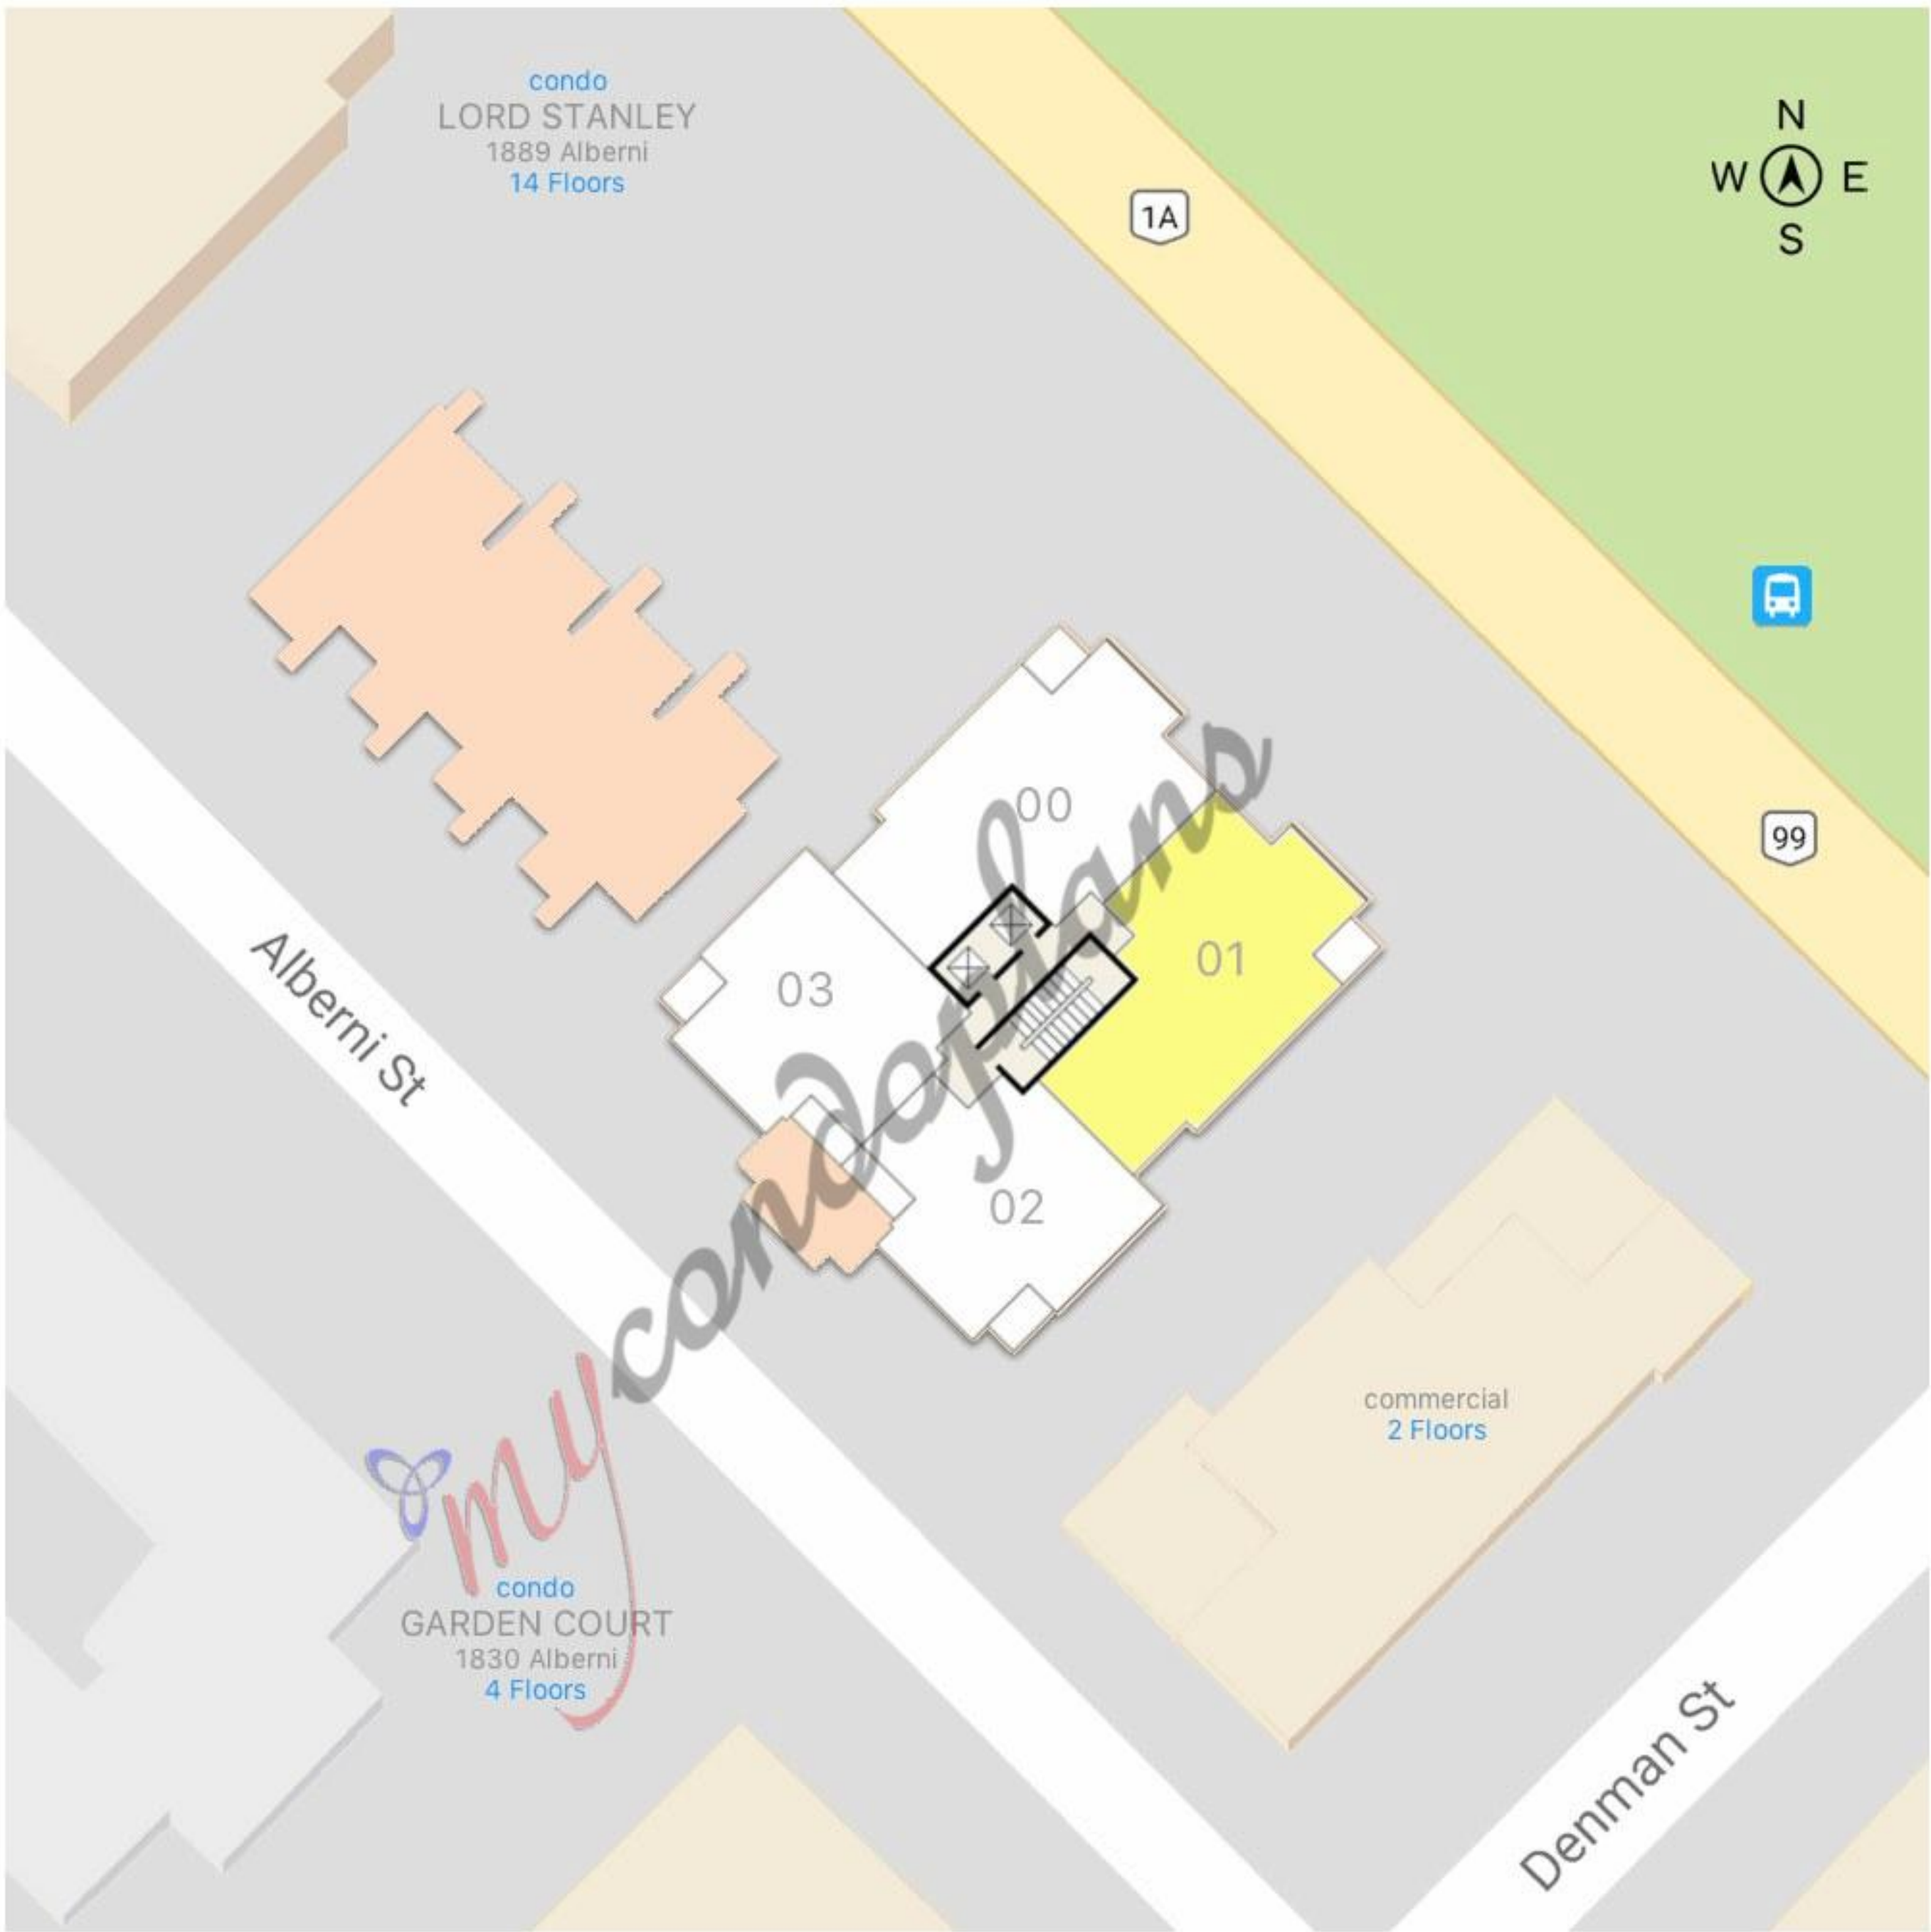 condo
LORD STANLEY
1889 Alberni
14 Floors
N
W E
S
1A
99
00
01
03
02
Alberni St
mycondoplans
commercial
2 Floors
condo
GARDEN COURT
1830 Alberni
4 Floors
Denman St